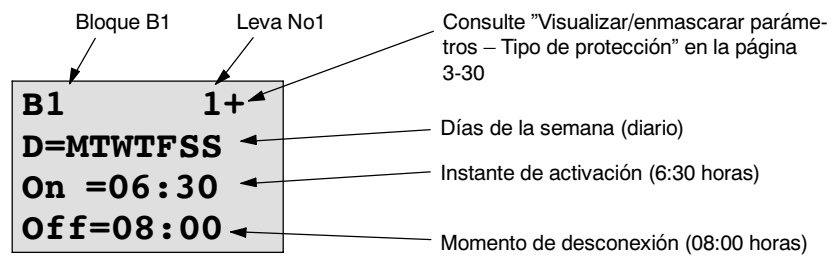 Bloque B1
Leva No1
Consulte ”Visualizar/enmascarar paráme-
tros – Tipo de protección” en la página
3-30
B1 1+
D=MTWTFSS
On =06:30
Off=08:00
Días de la semana (diario)
Instante de activación (6:30 horas)
Momento de desconexión (08:00 horas)